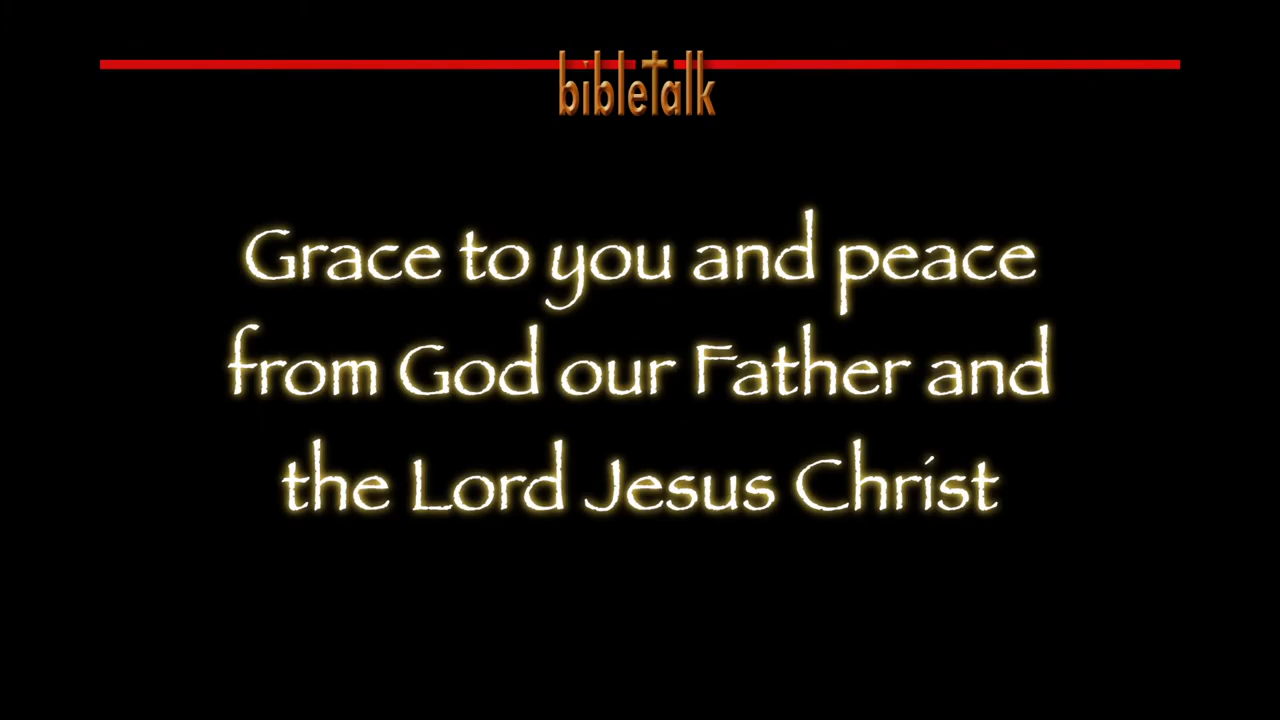 bibleTalk
Grace to you and peace
from God our Father and
the Lord Jesus Christ